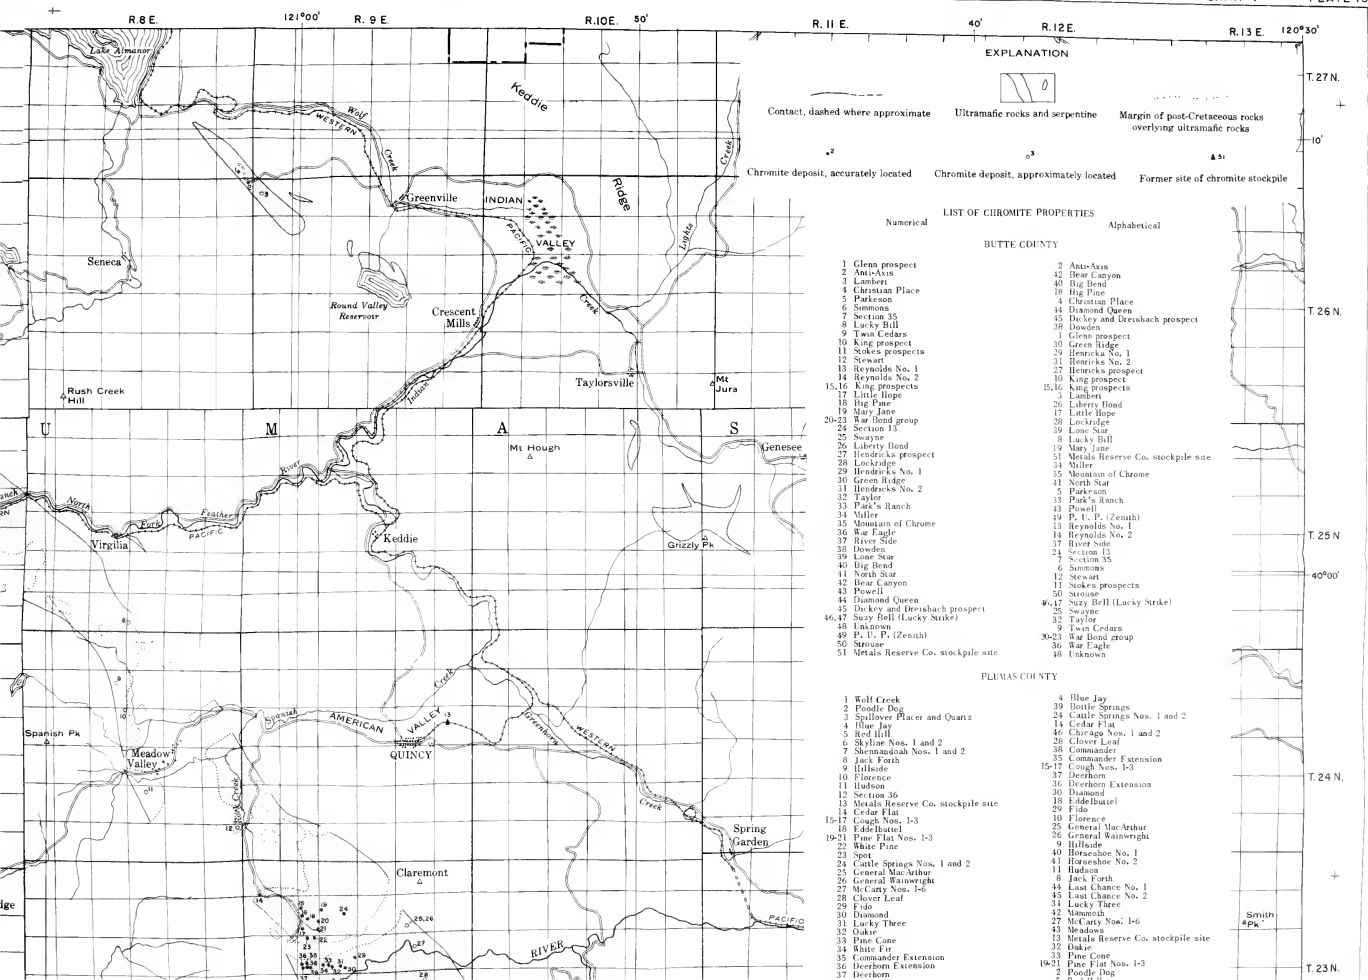 R.8 E.
121°00'
R. 9 E.
R.10E.
50'
R. 11 E.
40'
R.12E.
R.13 E.
120°30'
EXPLANATION
Contact, dashed where approximate
Ultramafic rocks and serpentine
Margin of post-Cretaceous rocks
overlying ultramafic rocks
2
3
51
Chromite deposit, accurately located
Chromite deposit, approximately located
Former site of chromite stockpile
LIST OF CHROMITE PROPERTIES
Numerical
Alphabetical
BUTTE COUNTY
1 Glenn prospect
2 Anti-Axis
3 Lambert
4 Christian Place
5 Parkeson
6 Simmons
7 Section 35
8 Lucky Bill
9 Twin Cedars
10 King prospect
11 Stokes prospects
12 Stewart
13 Reynolds No. 1
14 Reynolds No. 2
15,16 King prospects
17 Little Hope
18 Big Pine
19 Mary Jane
20-23 War Bond group
24 Section 13
25 Swayne
26 Liberty Bond
27 Hendricks prospect
28 Lockridge
29 Hendricks No. 1
30 Green Ridge
31 Hendricks No. 2
32 Taylor
33 Park's Ranch
34 Miller
35 Mountain of Chrome
36 War Eagle
37 River Side
38 Dowden
39 Lone Star
40 Big Bend
41 North Star
42 Bear Canyon
43 Powell
44 Diamond Queen
45 Dickey and Dreisbach prospect
46,47 Suzy Bell (Lucky Strike)
48 Unknown
49 P. U. P. (Zenith)
50 Strouse
51 Metals Reserve Co. stockpile site
2 Anti-Axis
42 Bear Canyon
40 Big Bend
18 Big Pine
4 Christian Place
44 Diamond Queen
45 Dickey and Dreisbach prospect
38 Dowden
1 Glenn prospect
30 Green Ridge
29 Henricks No. 1
31 Henricks No. 2
27 Henricks prospect
10 King prospect
15,16 King prospects
3 Lambert
26 Liberty Bond
17 Little Hope
28 Lockridge
39 Lone Star
8 Lucky Bill
19 Mary Jane
51 Metals Reserve Co. stockpile site
34 Miller
35 Mountain of Chrome
41 North Star
5 Parkeson
33 Park's Ranch
43 Powell
49 P. U. P. (Zenith)
13 Reynolds No. 1
14 Reynolds No. 2
37 River Side
24 Section 13
7 Section 35
6 Simmons
12 Stewart
11 Stokes prospects
50 Strouse
46,47 Suzy Bell (Lucky Strike)
25 Swayne
32 Taylor
9 Twin Cedars
20-23 War Bond group
36 War Eagle
48 Unknown
PLUMAS COUNTY
1 Wolf Creek
2 Poodle Dog
3 Spillover Placer and Quartz
4 Blue Jay
5 Red Hill
6 Skyline Nos. 1 and 2
7 Shennandoah Nos. 1 and 2
8 Jack Forth
9 Hillside
10 Florence
11 Hudson
12 Section 36
13 Metals Reserve Co. stockpile site
14 Cedar Flat
15-17 Cough Nos. 1-3
18 Eddelbuttel
19-21 Pine Flat Nos. 1-3
22 White Pine
23 Spot
24 Cattle Springs Nos. 1 and 2
25 General MacArthur
26 General Wainwright
27 McCarty Nos. 1-6
28 Clover Leaf
29 Fido
30 Diamond
31 Lucky Three
32 Oakie
33 Pine Cone
34 White Fir
35 Commander Extension
36 Deerhorn Extension
37 Deerhorn
4 Blue Jay
39 Bottle Springs
24 Cattle Springs Nos. 1 and 2
14 Cedar Flat
46 Chicago Nos. 1 and 2
28 Clover Leaf
38 Commander
35 Commander Extension
15-17 Cough Nos. 1-3
37 Deerhorn
36 Deerhorn Extension
30 Diamond
18 Eddelbuttel
29 Fido
10 Florence
25 General MacArthur
26 General Wainwright
9 Hillside
40 Horseshoe No. 1
41 Horseshoe No. 2
11 Hudson
8 Jack Forth
44 Last Chance No. 1
45 Last Chance No. 2
31 Lucky Three
42 Mammoth
27 McCarty Nos. 1-6
43 Meadowa
13 Metals Reserve Co. stockpile site
32 Oakie
33 Pine Cone
19-21 Pine Flat Nos. 1-3
2 Poodle Dog
T. 27 N.
10'
T. 26 N.
T. 25 N
40°00'
T. 24 N.
T. 23 N.
Smith
Pk
Lake Almanor
Keddie
Ridge
Wolf
Creek
WESTERN
PACIFIC
Greenville
INDIAN
VALLEY
Lights
Creek
Seneca
Round Valley
Reservoir
Crescent
Mills
Creek
Indian
Taylorsville
Mt
Jura
Rush Creek
Hill
U M A S
Mt Hough
Genesee
River
North
Fork
Feather
PACIFIC
Virgilia
Keddie
Grizzly Pk
Creek
Spanish
AMERICAN
VALLEY
13
QUINCY
Greenhorn
WESTERN
Creek
Spanish Pk
Meadow
Valley
11
Rock Creek
12
Spring
Garden
Claremont
14
24
25,26
27
28
RIVER
PACIFIC